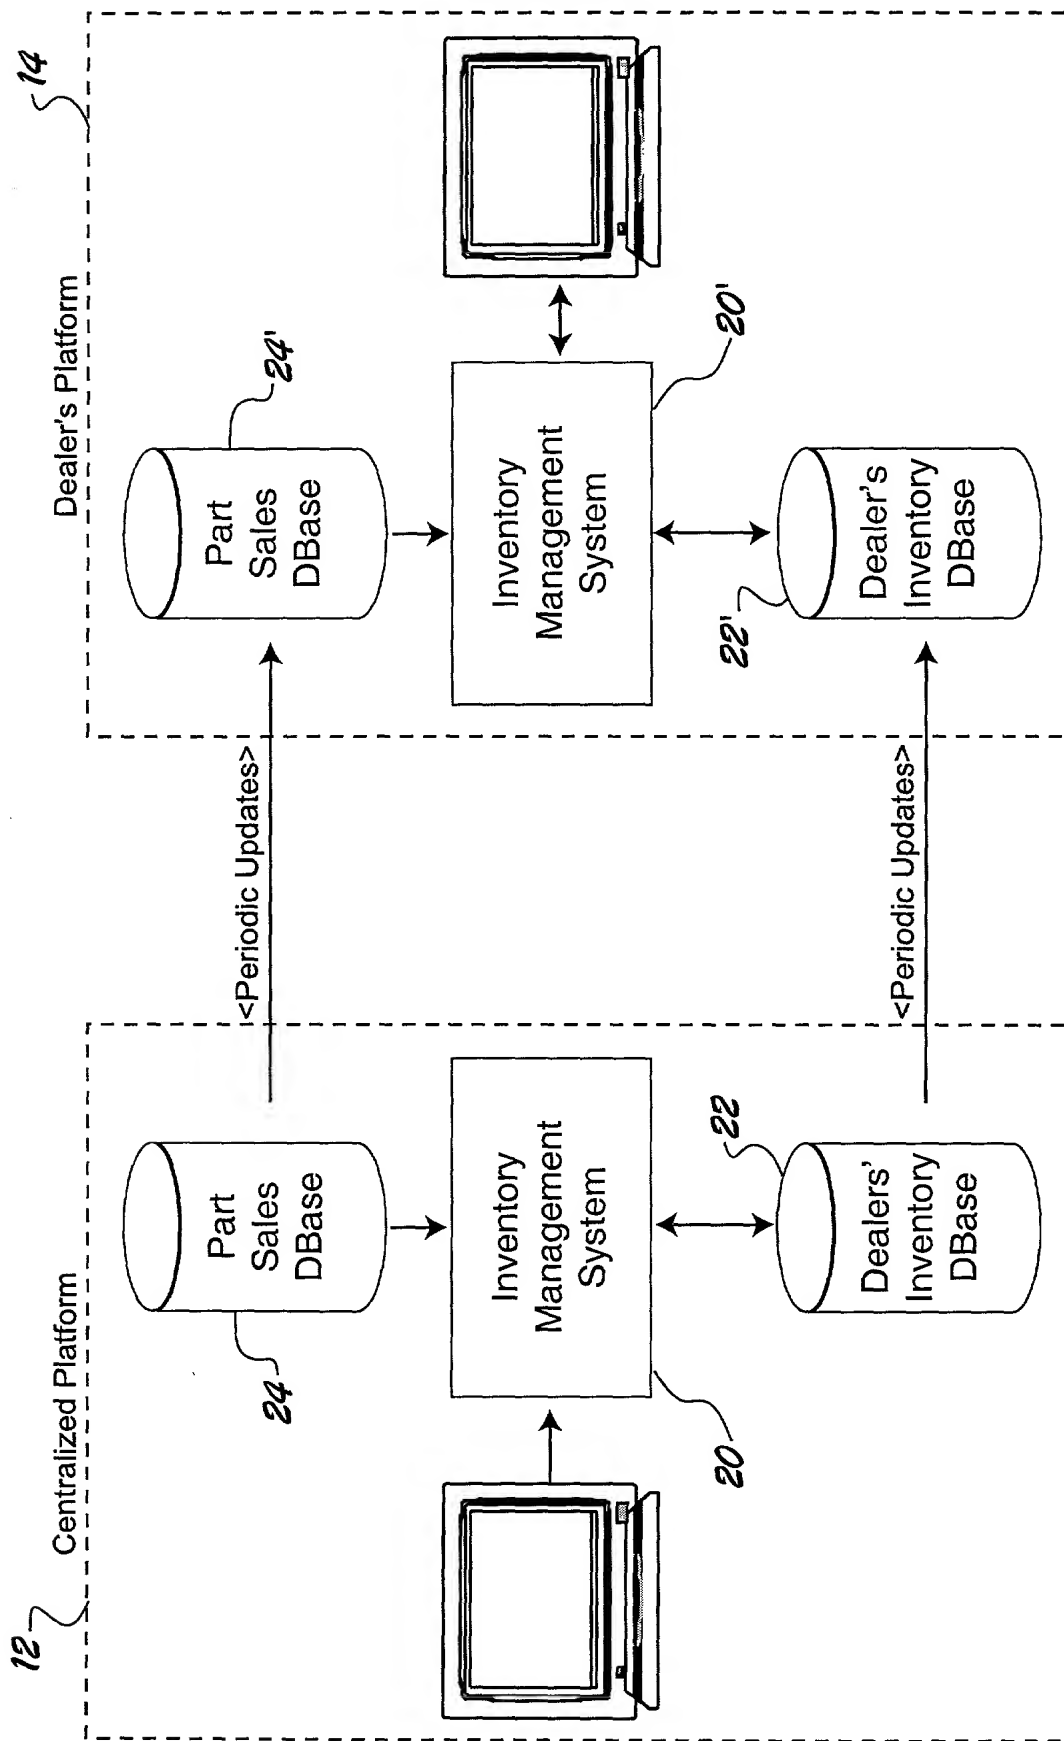 12
Centralized Platform
24
Part
Sales
DBase
Inventory
Management
System
20
22
Dealers’
Inventory
DBase
<Periodic Updates>
<Periodic Updates>
14
Dealer's Platform
24'
Part
Sales
DBase
Inventory
Management
System
20'
22'
Dealer's
Inventory
DBase